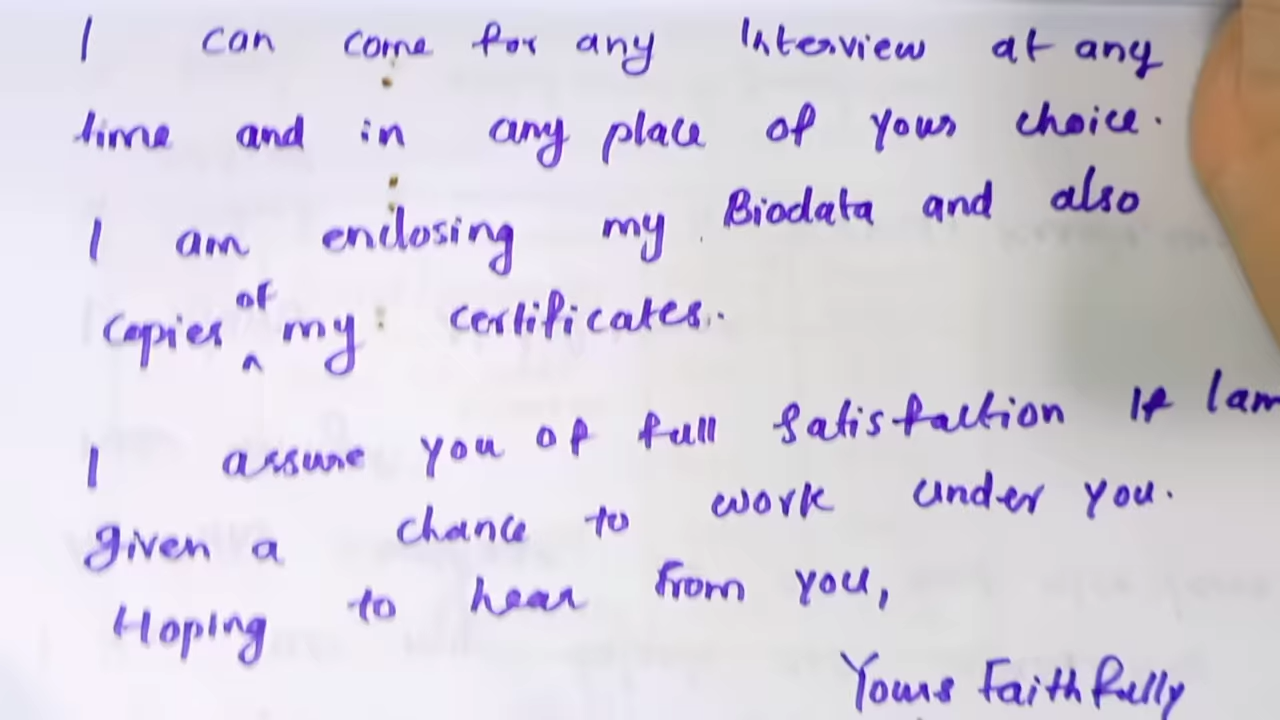 I can come for any Interview at any
time and in any place of your choice.
I am enclosing my Biodata and also
copies of my certificates.
I assure you of full satisfaction If I am
given a chance to work under you.
Hoping to hear from you,
Yours Faithfully